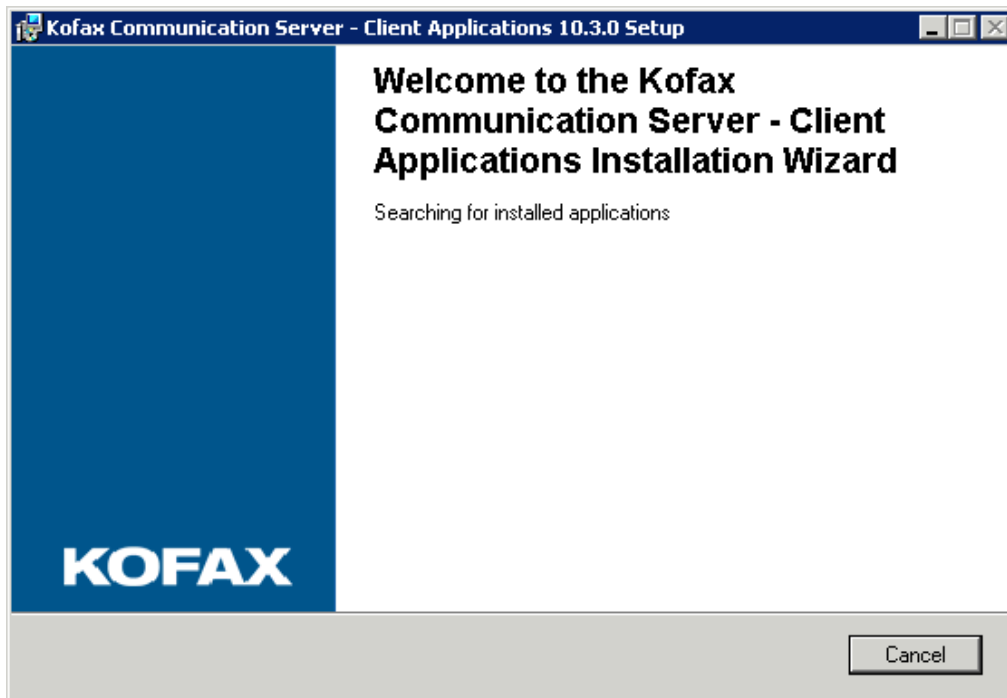 Kofax Communication Server - Client Applications 10.3.0 Setup
Welcome to the Kofax
Communication Server - Client
Applications Installation Wizard
Searching for installed applications
KOFAX
Cancel